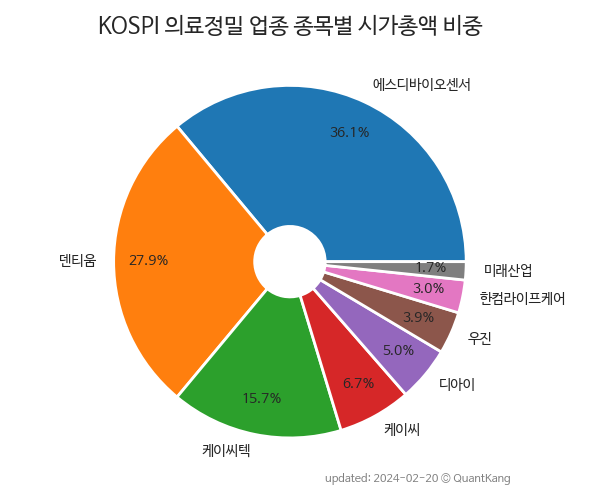 KOSPI 의료정밀 업종 종목별 시가총액 비중
에스디바이오센서
36.1%
덴티움
27.9%
1.7%
미래산업
3.0%
한컴라이프케어
3.9%
우진
5.0%
디아이
6.7%
케이씨
15.7%
케이씨텍
updated: 2024-02-20 © QuantKang